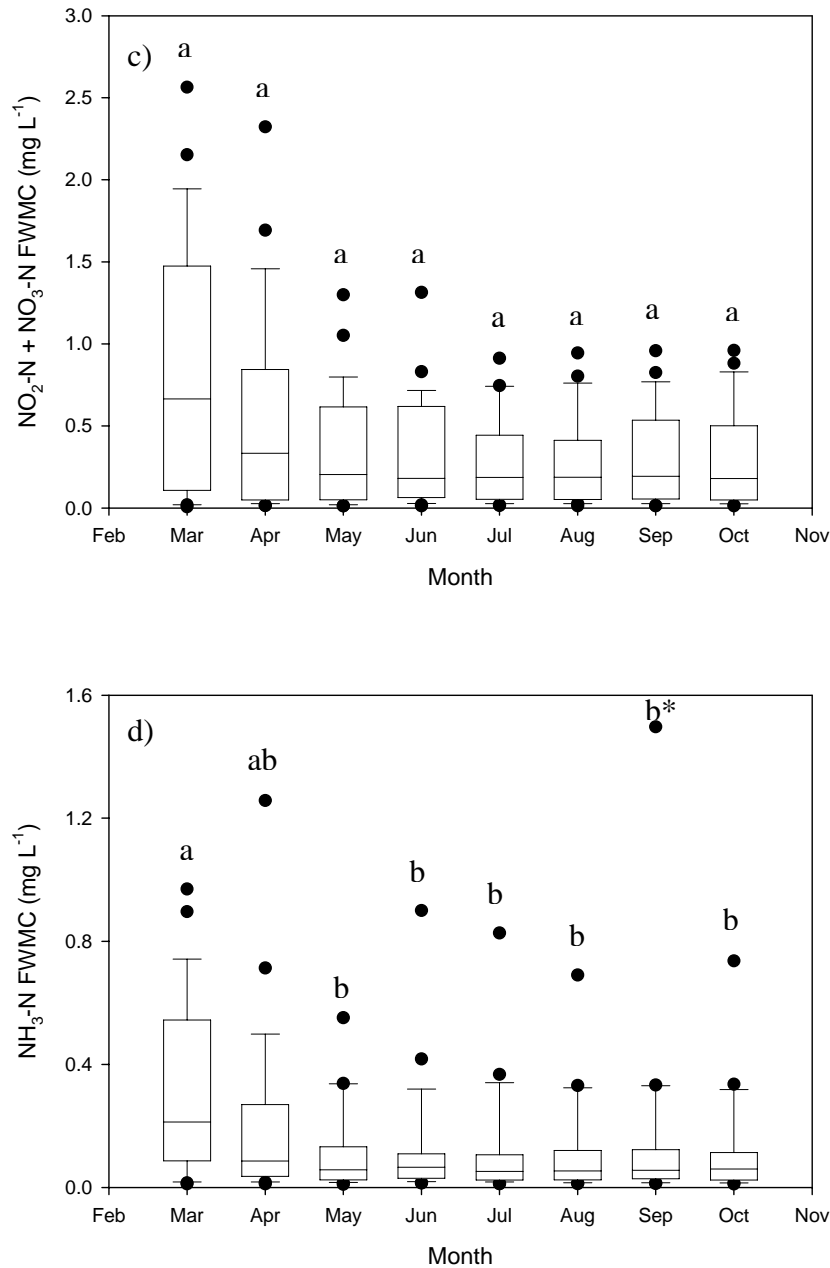 c)
NO₂-N + NO₃-N FWMC (mg L⁻¹)
3.0
2.5
2.0
1.5
1.0
0.5
0.0
a
a
a
a
a
a
a
a
Feb Mar Apr May Jun Jul Aug Sep Oct Nov
Month
d)
NH₃-N FWMC (mg L⁻¹)
1.6
1.2
0.8
0.4
0.0
a
ab
b
b
b
b
b*
b
Feb Mar Apr May Jun Jul Aug Sep Oct Nov
Month